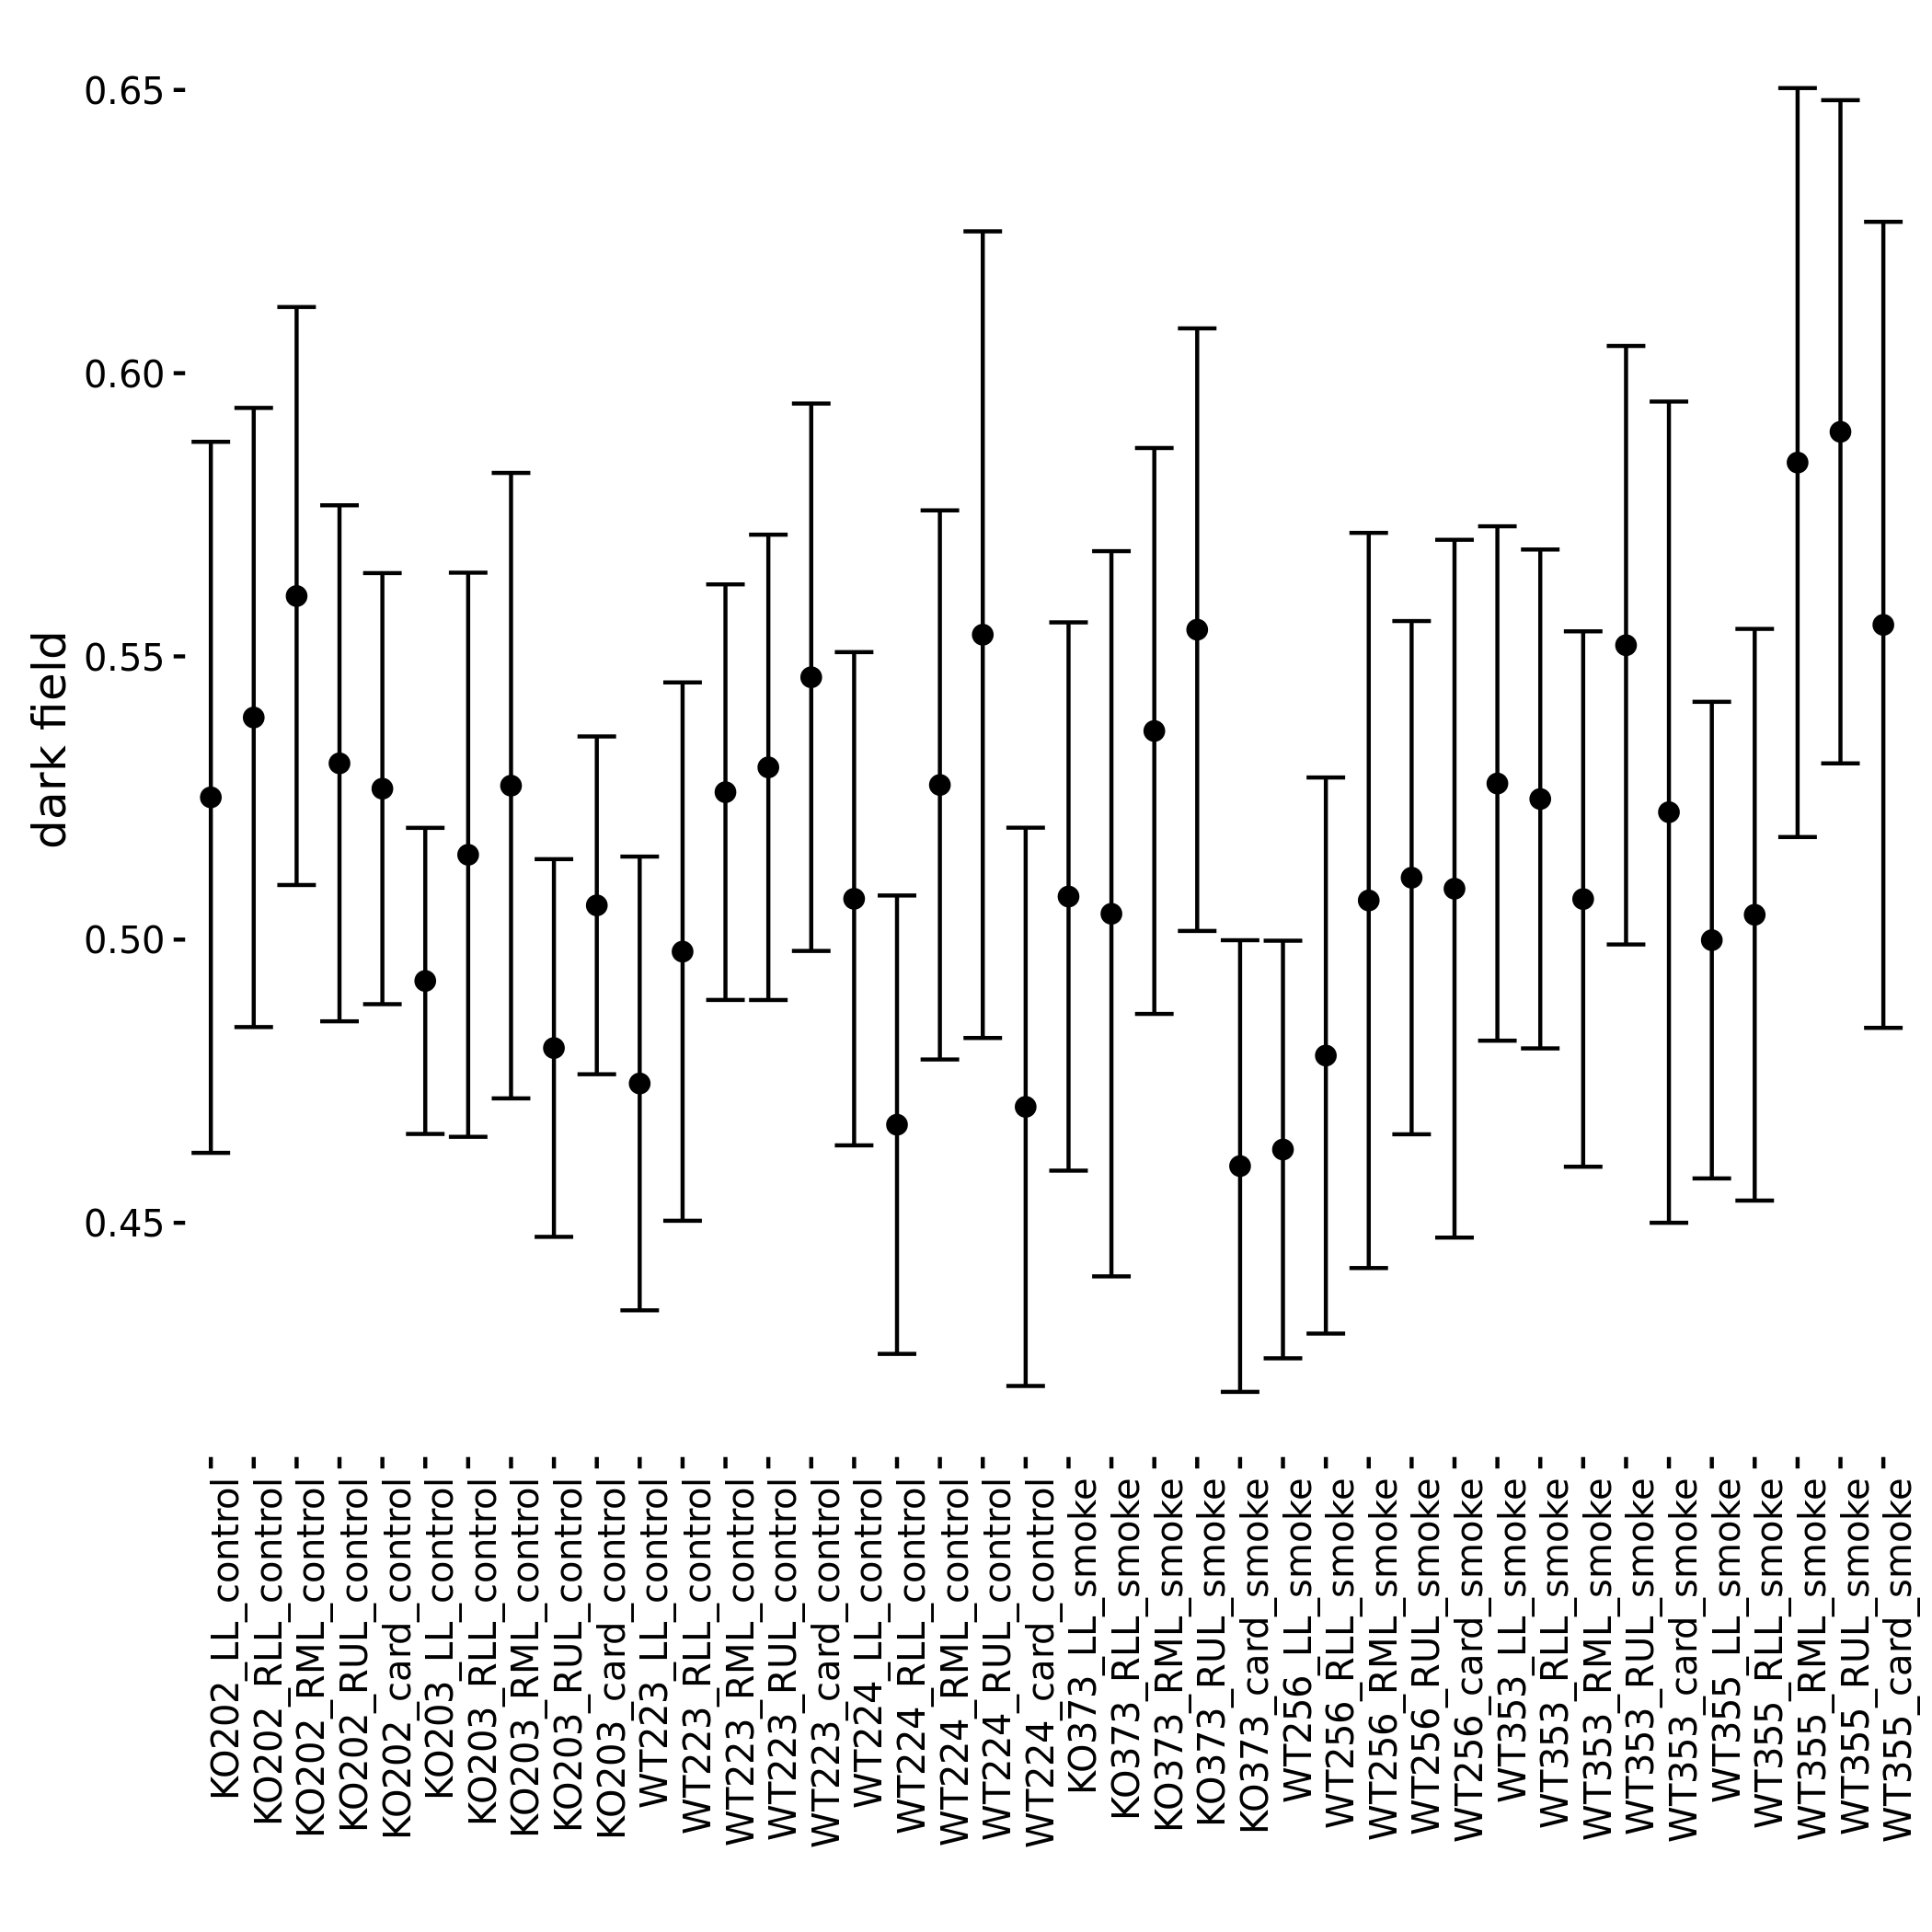 0.65
0.60
0.55
0.50
0.45
dark field
KO202_LL_control
KO202_RLL_control
KO202_RML_control
KO202_RUL_control
KO202_card_control
KO203_LL_control
KO203_RLL_control
KO203_RML_control
KO203_RUL_control
KO203_card_control
WT223_LL_control
WT223_RLL_control
WT223_RML_control
WT223_RUL_control
WT223_card_control
WT224_LL_control
WT224_RLL_control
WT224_RML_control
WT224_RUL_control
WT224_card_control
KO373_LL_smoke
KO373_RLL_smoke
KO373_RML_smoke
KO373_RUL_smoke
KO373_card_smoke
WT256_LL_smoke
WT256_RLL_smoke
WT256_RML_smoke
WT256_RUL_smoke
WT256_card_smoke
WT353_LL_smoke
WT353_RLL_smoke
WT353_RML_smoke
WT353_RUL_smoke
WT353_card_smoke
WT355_LL_smoke
WT355_RLL_smoke
WT355_RML_smoke
WT355_RUL_smoke
WT355_card_smoke